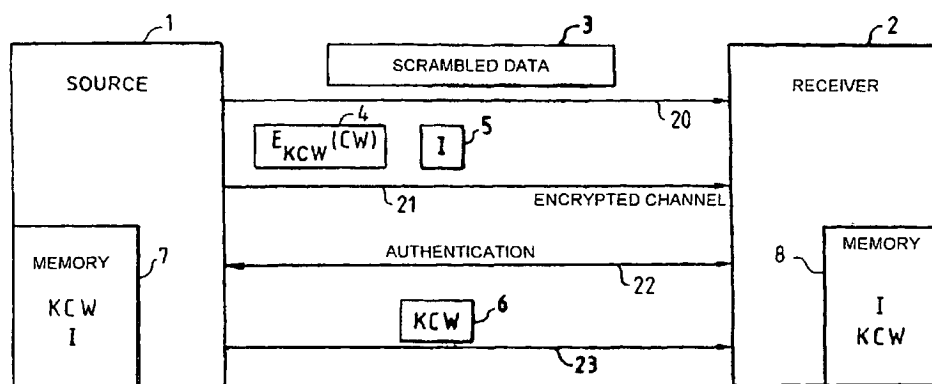 1
3
2
SCRAMBLED DATA
SOURCE
RECEIVER
4
5
20
E_KCW(CW)
I
21
ENCRYPTED CHANNEL
MEMORY
7
AUTHENTICATION
8
MEMORY
22
KCW
I
KCW
6
I
KCW
23